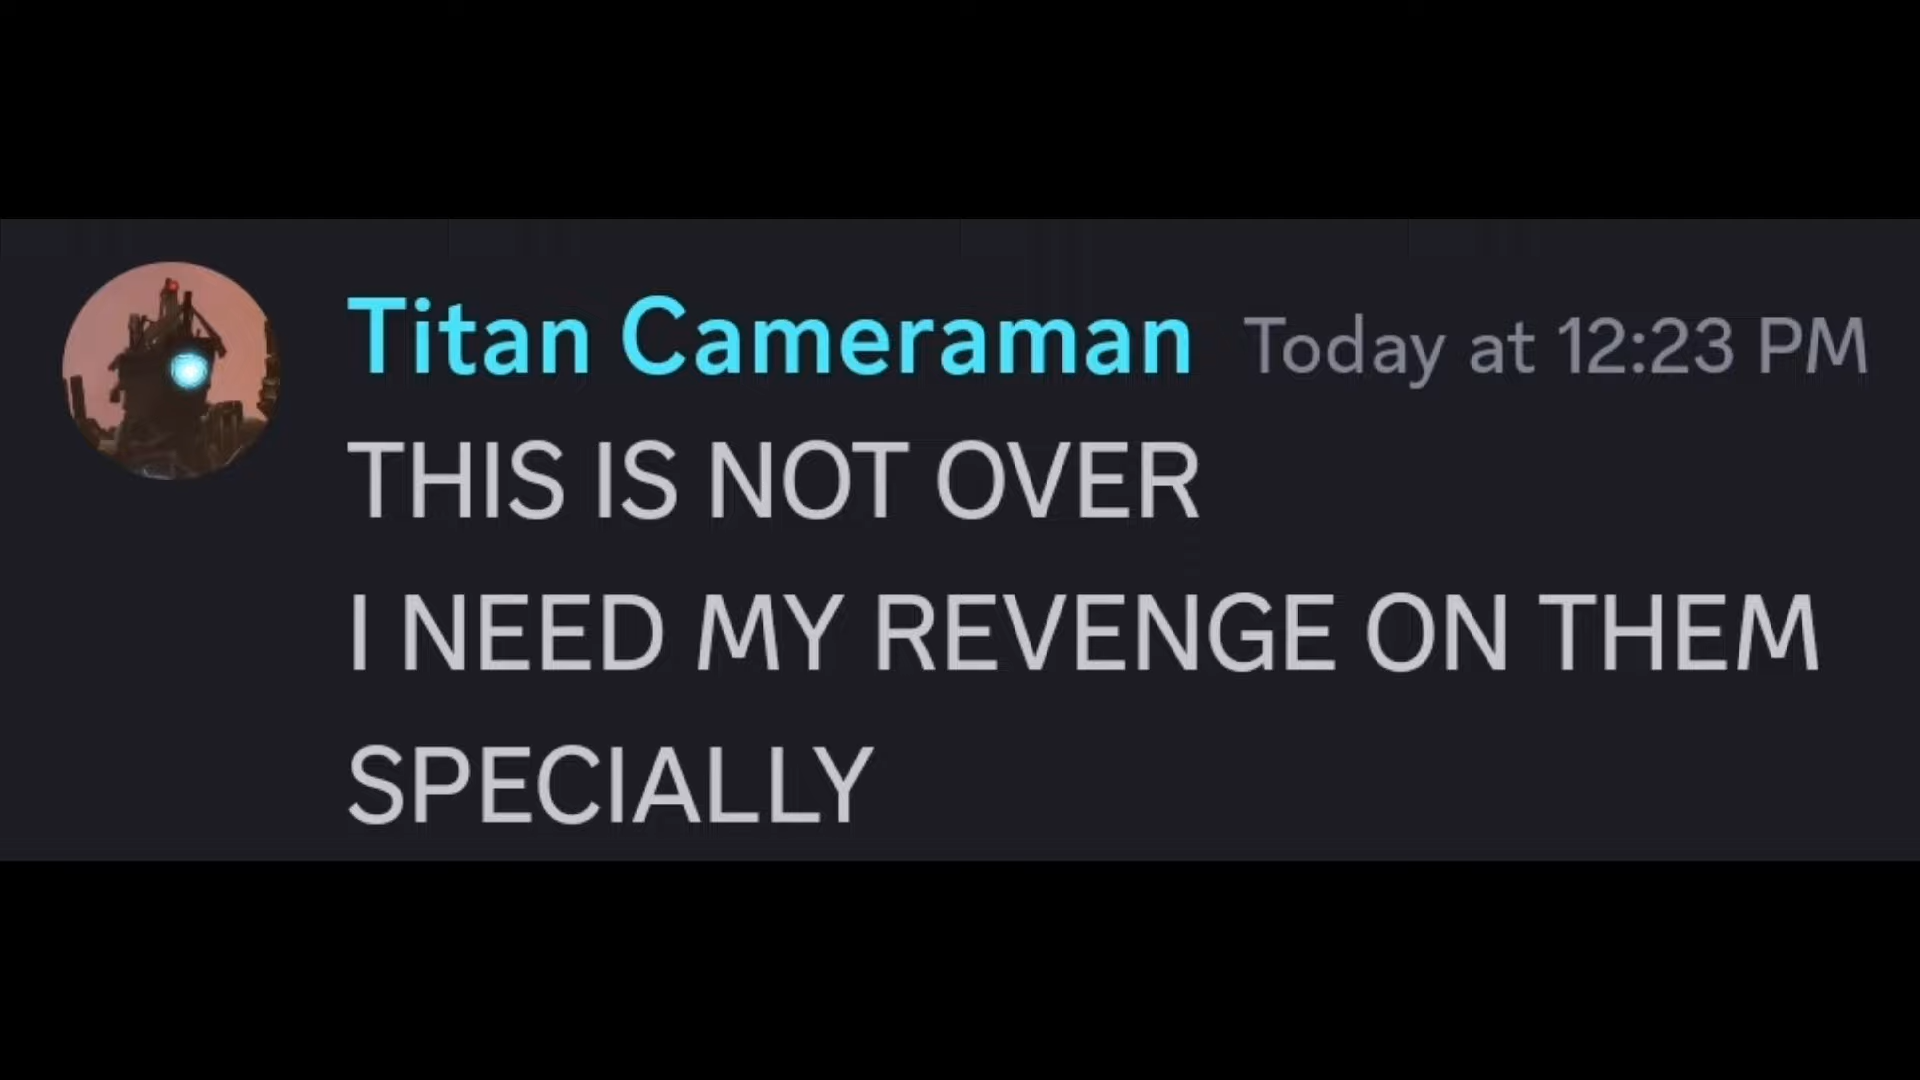 Titan Cameraman Today at 12:23 PM
THIS IS NOT OVER
I NEED MY REVENGE ON THEM
SPECIALLY